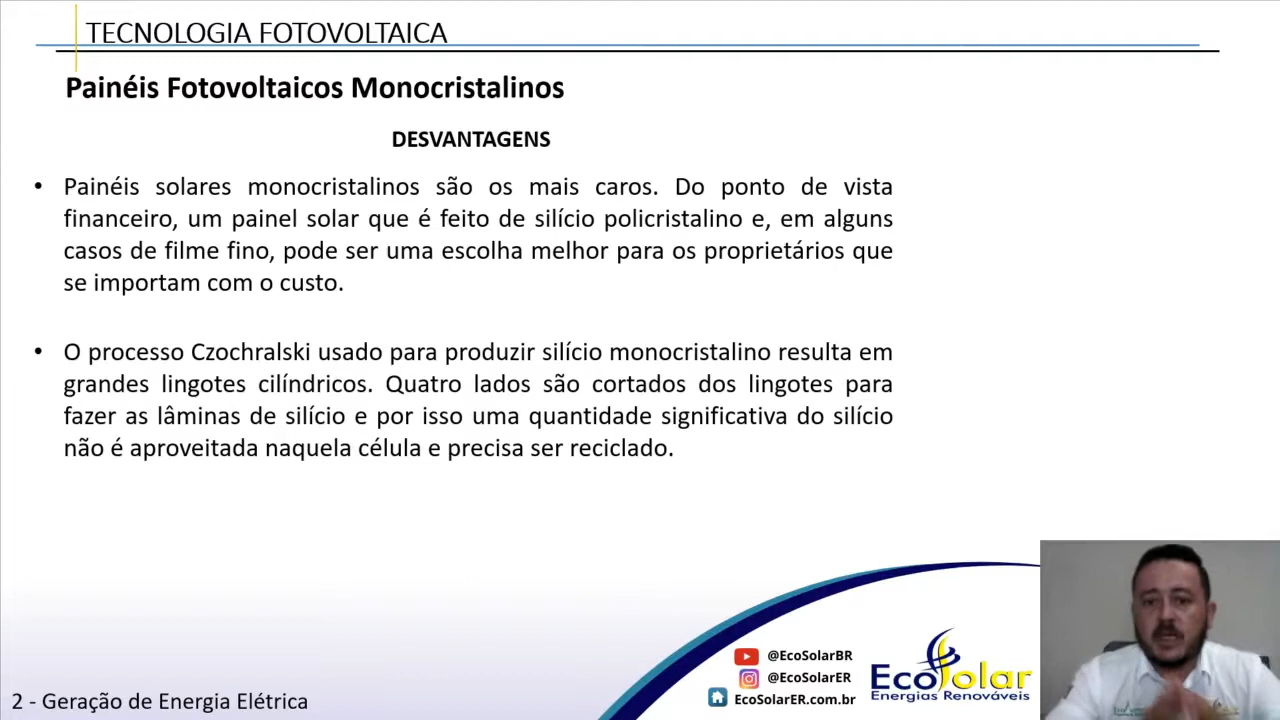 TECNOLOGIA FOTOVOLTAICA
Painéis Fotovoltaicos Monocristalinos
DESVANTAGENS
• Painéis solares monocristalinos são os mais caros. Do ponto de vista
financeiro, um painel solar que é feito de silício policristalino e, em alguns
casos de filme fino, pode ser uma escolha melhor para os proprietários que
se importam com o custo.
• O processo Czochralski usado para produzir silício monocristalino resulta em
grandes lingotes cilíndricos. Quatro lados são cortados dos lingotes para
fazer as lâminas de silício e por isso uma quantidade significativa do silício
não é aproveitada naquela célula e precisa ser reciclado.
@EcoSolarBR
@EcoSolarER
EcoSolarER.com.br
EcoSolar
Energias Renováveis
2 - Geração de Energia Elétrica